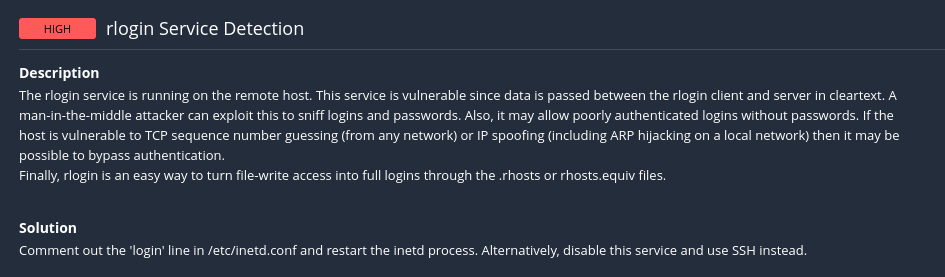 HIGH rlogin Service Detection
Description
The rlogin service is running on the remote host. This service is vulnerable since data is passed between the rlogin client and server in cleartext. A
man-in-the-middle attacker can exploit this to sniff logins and passwords. Also, it may allow poorly authenticated logins without passwords. If the
host is vulnerable to TCP sequence number guessing (from any network) or IP spoofing (including ARP hijacking on a local network) then it may be
possible to bypass authentication.
Finally, rlogin is an easy way to turn file-write access into full logins through the .rhosts or rhosts.equiv files.
Solution
Comment out the 'login' line in /etc/inetd.conf and restart the inetd process. Alternatively, disable this service and use SSH instead.